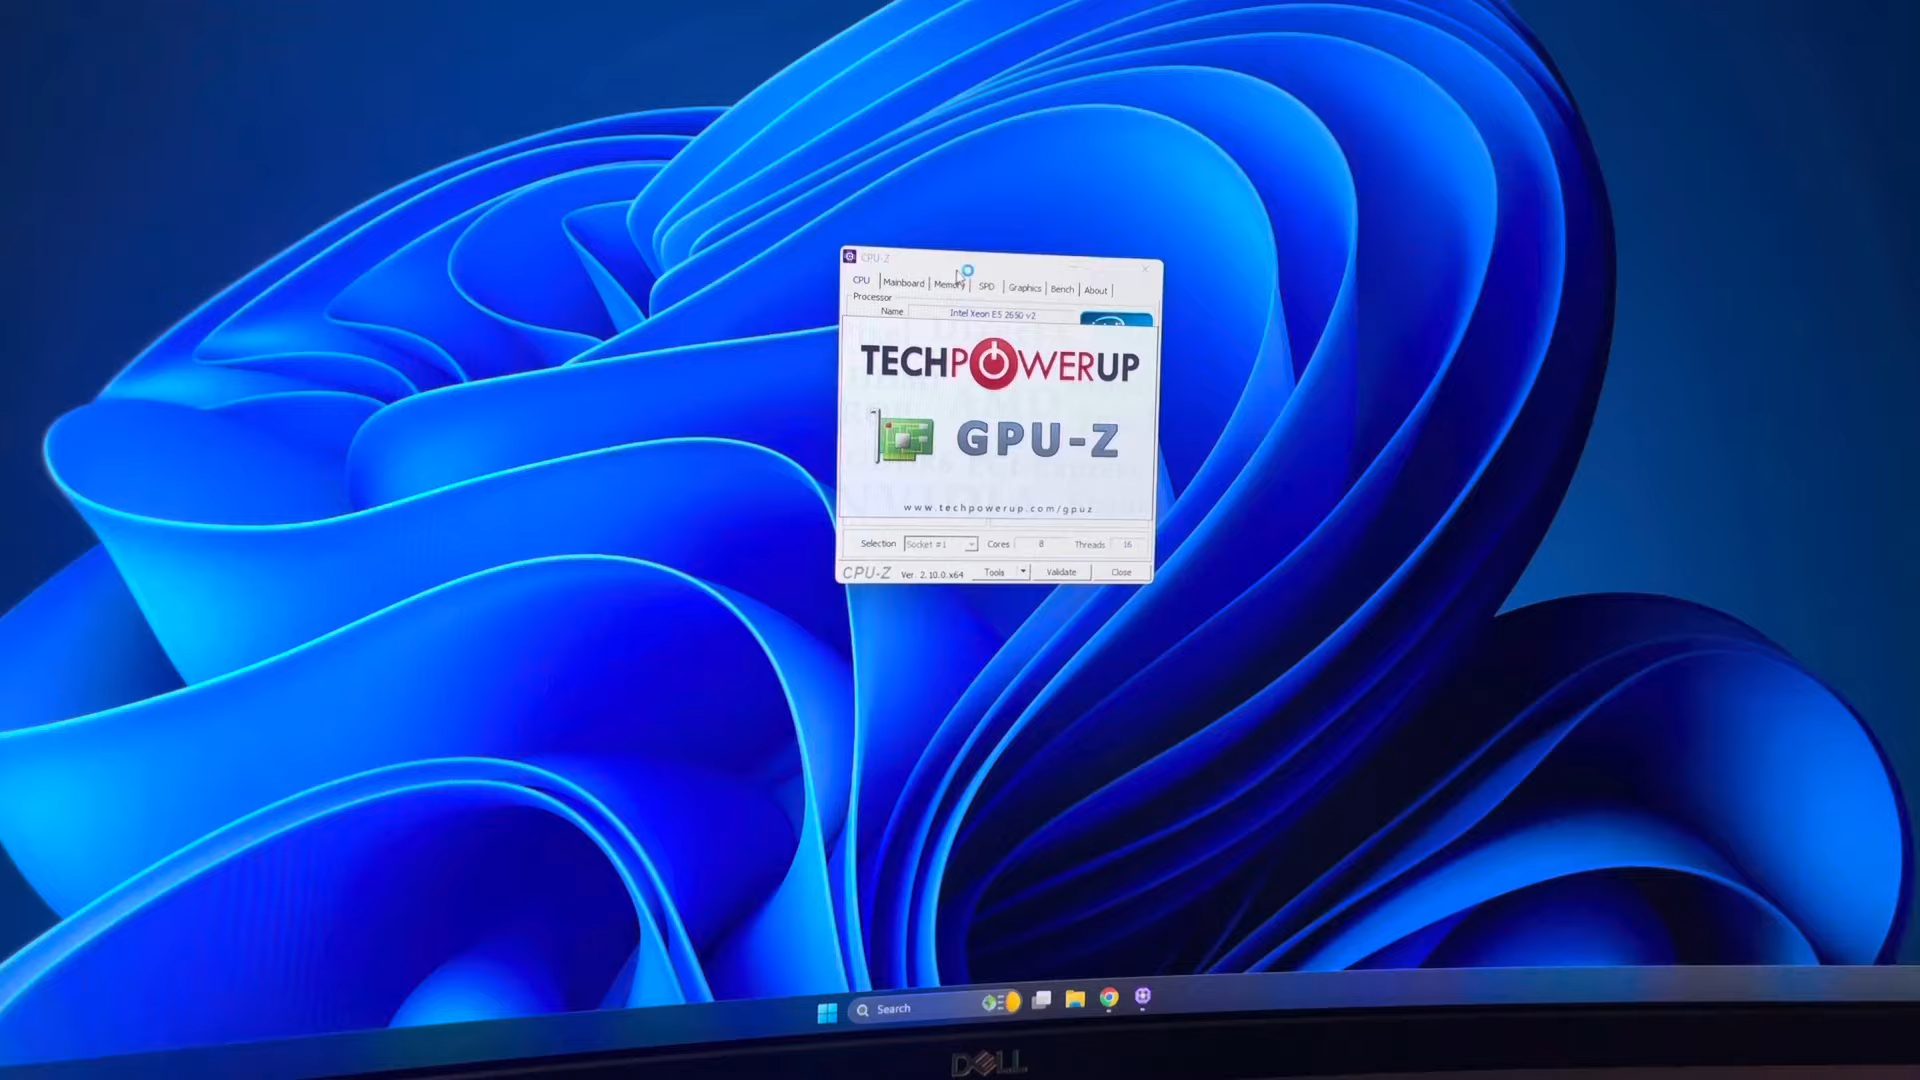 CPU-Z
CPU Mainboard Memory SPD Graphics Bench About
Processor
Name Intel Xeon E5 2650 v2
TECHPOWERUP
GPU-Z
www.techpowerup.com/gpuz
Selection Socket #1 Cores 8 Threads 16
CPU-Z Ver. 2.10.0.x64 Tools Validate Close
Search
DELL